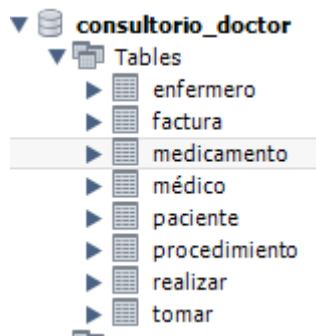 consultorio_doctor
Tables
enfermero
factura
medicamento
médico
paciente
procedimiento
realizar
tomar